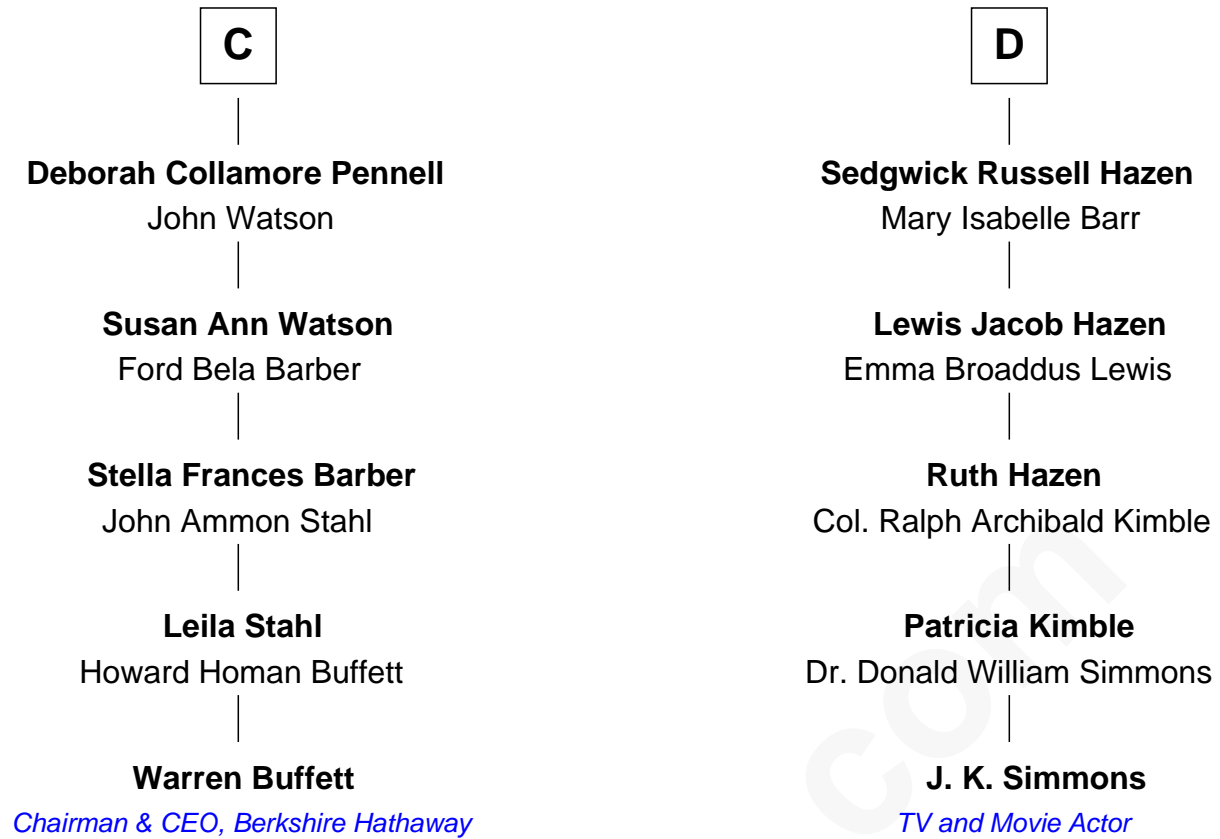 C
Deborah Collamore Pennell
John Watson
Susan Ann Watson
Ford Bela Barber
Stella Frances Barber
John Ammon Stahl
Leila Stahl
Howard Homan Buffett
Warren Buffett
Chairman & CEO, Berkshire Hathaway
D
Sedgwick Russell Hazen
Mary Isabelle Barr
Lewis Jacob Hazen
Emma Broaddus Lewis
Ruth Hazen
Col. Ralph Archibald Kimble
Patricia Kimble
Dr. Donald William Simmons
J. K. Simmons
TV and Movie Actor
com